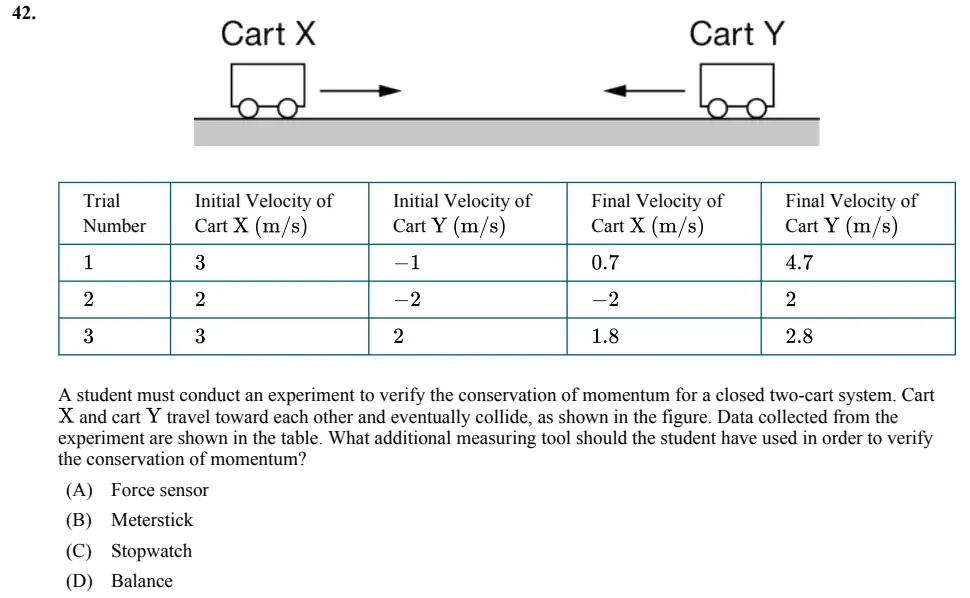 42.
Cart X Cart Y
Trial Number Initial Velocity of Cart X (m/s) Initial Velocity of Cart Y (m/s) Final Velocity of Cart X (m/s) Final Velocity of Cart Y (m/s)
1 3 −1 0.7 4.7
2 2 −2 −2 2
3 3 2 1.8 2.8
A student must conduct an experiment to verify the conservation of momentum for a closed two-cart system. Cart
X and cart Y travel toward each other and eventually collide, as shown in the figure. Data collected from the
experiment are shown in the table. What additional measuring tool should the student have used in order to verify
the conservation of momentum?
(A) Force sensor
(B) Meterstick
(C) Stopwatch
(D) Balance